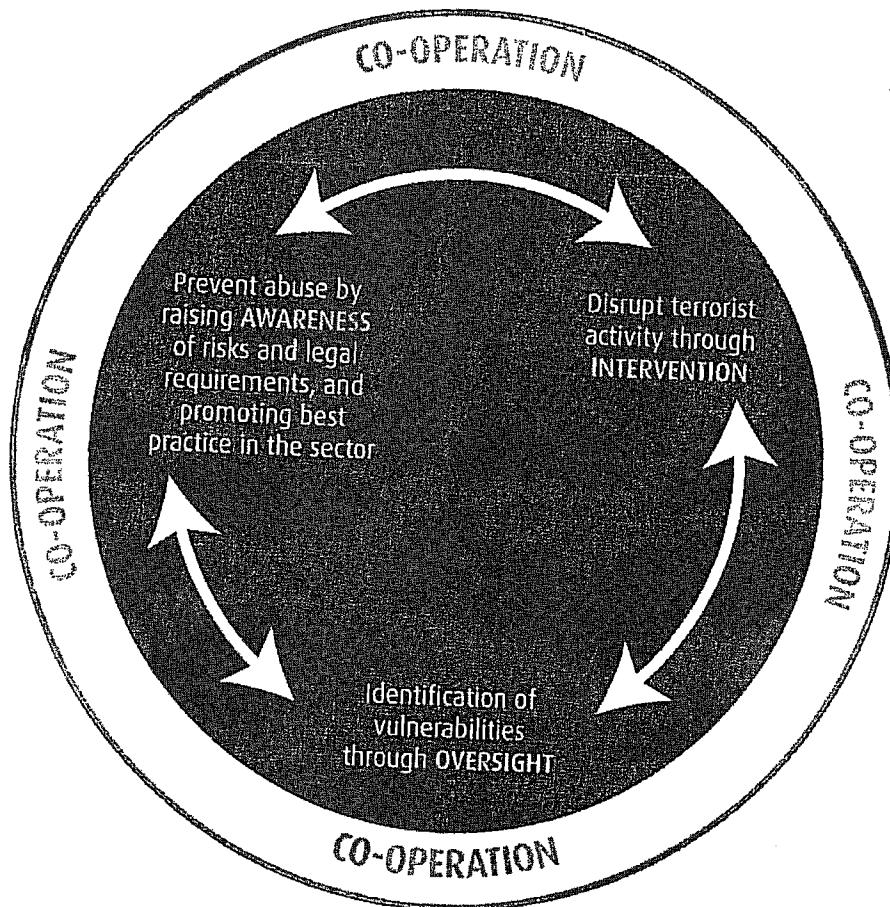 CO-OPERATION
Prevent abuse by
raising AWARENESS
of risks and legal
requirements, and
promoting best
practice in the sector
Disrupt terrorist
activity through
INTERVENTION
CO-OPERATION
CO-OPERATION
Identification of
vulnerabilities
through OVERSIGHT
CO-OPERATION